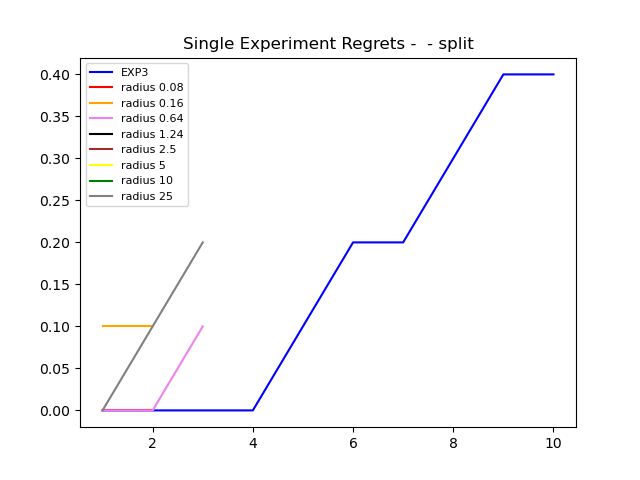 Single Experiment Regrets -  - split
EXP3
radius 0.08
radius 0.16
radius 0.64
radius 1.24
radius 2.5
radius 5
radius 10
radius 25
0.40
0.35
0.30
0.25
0.20
0.15
0.10
0.05
0.00
2 4 6 8 10